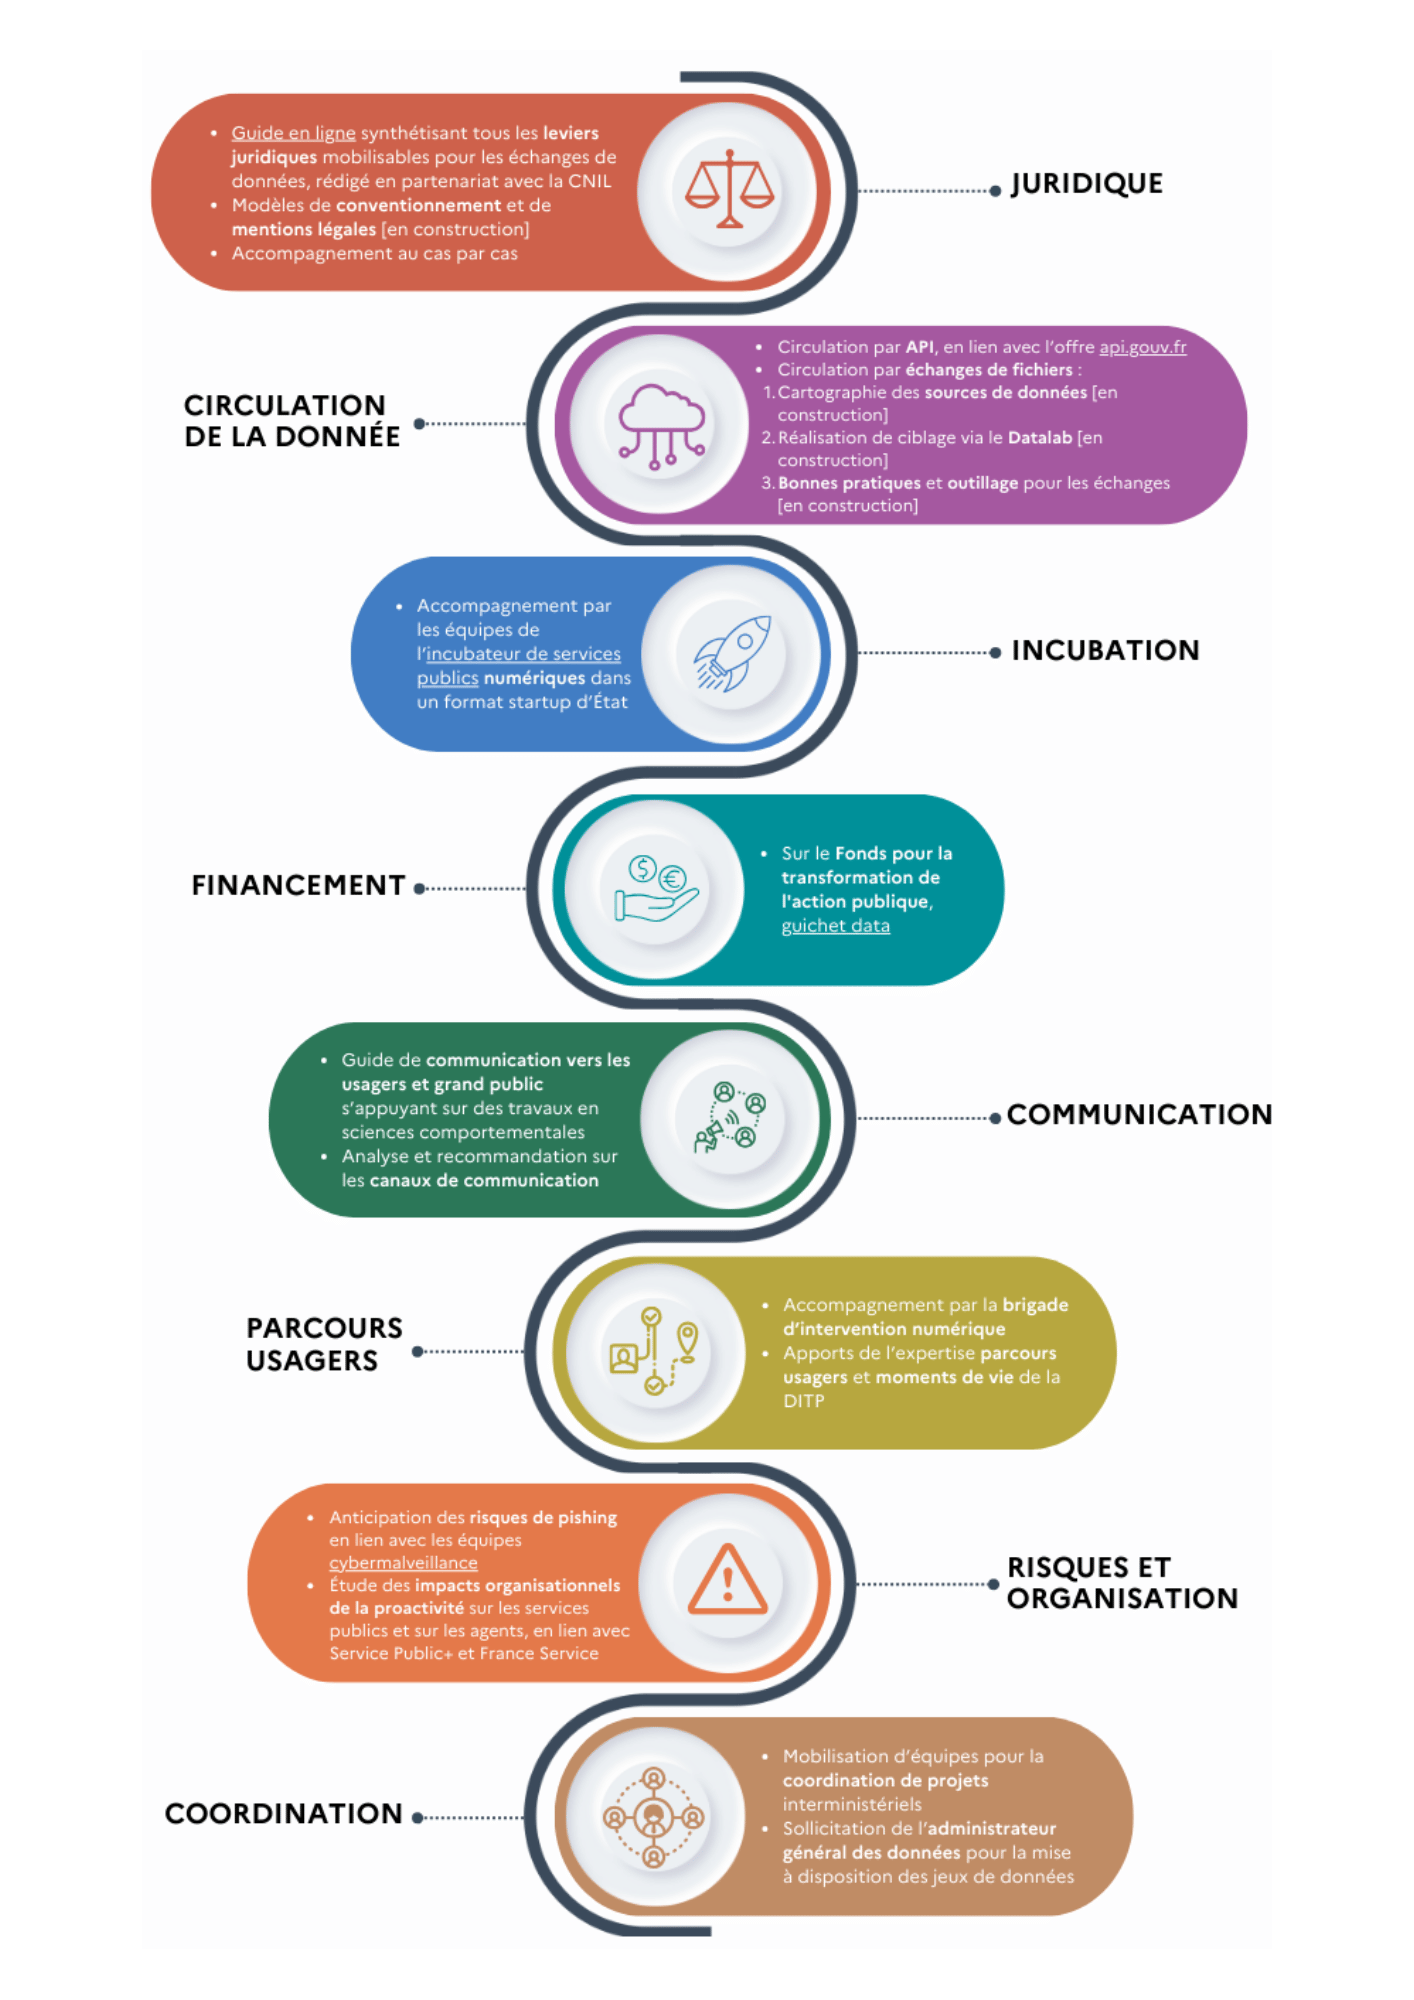 • Guide en ligne synthétisant tous les leviers
juridiques mobilisables pour les échanges de
données, rédigé en partenariat avec la CNIL
• Modèles de conventionnement et de
mentions légales [en construction]
• Accompagnement au cas par cas
JURIDIQUE
CIRCULATION
DE LA DONNÉE
• Circulation par API, en lien avec l'offre api.gouv.fr
• Circulation par échanges de fichiers :
1. Cartographie des sources de données [en
construction]
2. Réalisation de ciblage via le Datalab [en
construction]
3. Bonnes pratiques et outillage pour les échanges
[en construction]
• Accompagnement par
les équipes de
l'incubateur de services
publics numériques dans
un format startup d'État
INCUBATION
FINANCEMENT
$
€
• Sur le Fonds pour la
transformation de
l'action publique,
guichet data
• Guide de communication vers les
usagers et grand public
s'appuyant sur des travaux en
sciences comportementales
• Analyse et recommandation sur
les canaux de communication
COMMUNICATION
PARCOURS
USAGERS
• Accompagnement par la brigade
d'intervention numérique
• Apports de l'expertise parcours
usagers et moments de vie de la
DITP
• Anticipation des risques de pishing
en lien avec les équipes
cybermalveillance
• Étude des impacts organisationnels
de la proactivité sur les services
publics et sur les agents, en lien avec
Service Public+ et France Service
RISQUES ET
ORGANISATION
COORDINATION
• Mobilisation d'équipes pour la
coordination de projets
interministériels
• Sollicitation de l'administrateur
général des données pour la mise
à disposition des jeux de données